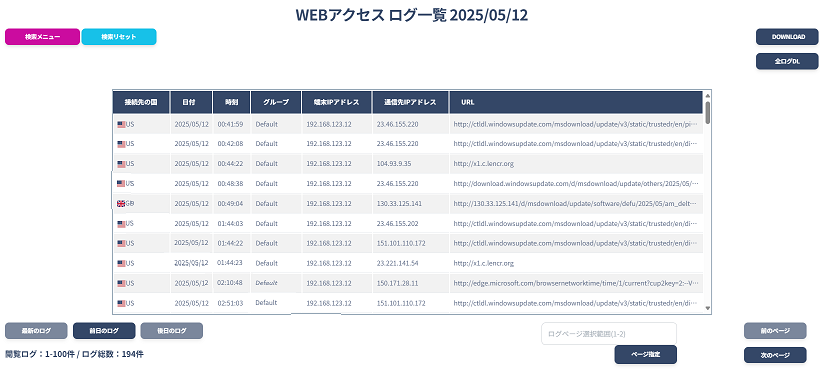 WEBアクセス ログ一覧 2025/05/12
検索メニュー 検索リセット DOWNLOAD
全ログDL
接続先の国 日付 時刻 グループ 端末IPアドレス 通信先IPアドレス URL
US 2025/05/12 00:41:59 Default 192.168.123.12 23.46.155.220 http://ctldl.windowsupdate.com/msdownload/update/v3/static/trustedr/en/pi…
US 2025/05/12 00:42:08 Default 192.168.123.12 23.46.155.220 http://ctldl.windowsupdate.com/msdownload/update/v3/static/trustedr/en/di…
US 2025/05/12 00:44:22 Default 192.168.123.12 104.93.9.35 http://x1.c.lencr.org
US 2025/05/12 00:48:38 Default 192.168.123.12 23.46.155.220 http://download.windowsupdate.com/d/msdownload/update/others/2025/05/…
GB 2025/05/12 00:49:04 Default 192.168.123.12 130.33.125.141 http://130.33.125.141/d/msdownload/update/software/defu/2025/05/am_delt…
US 2025/05/12 01:44:03 Default 192.168.123.12 23.46.155.202 http://ctldl.windowsupdate.com/msdownload/update/v3/static/trustedr/en/di…
US 2025/05/12 01:44:22 Default 192.168.123.12 151.101.110.172 http://ctldl.windowsupdate.com/msdownload/update/v3/static/trustedr/en/di…
US 2025/05/12 01:44:23 Default 192.168.123.12 23.221.141.54 http://x1.c.lencr.org
US 2025/05/12 02:10:48 Default 192.168.123.12 150.171.28.11 http://edge.microsoft.com/browsernetworktime/time/1/current?cup2key=2:--V…
US 2025/05/12 02:51:03 Default 192.168.123.12 151.101.110.172 http://ctldl.windowsupdate.com/msdownload/update/v3/static/trustedr/en/di…
最新のログ 前日のログ 後日のログ ログページ選択範囲(1-2) 前のページ
閲覧ログ：1-100件 / ログ総数：194件 ページ指定 次のページ